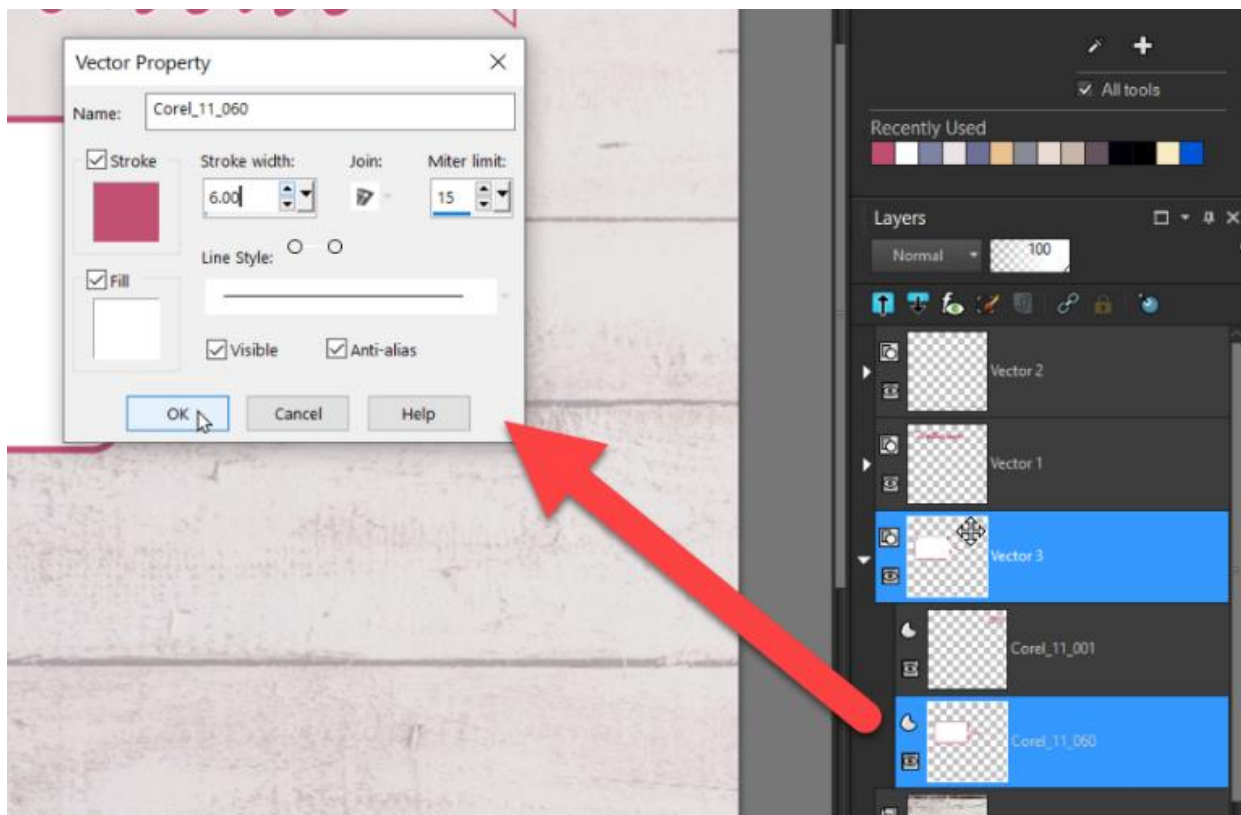 Vector Property
Name: Corel_11_060
Stroke
Stroke width:
Join:
Miter limit:
6.00
15
Line Style:
Fill
Visible
Anti-alias
OK
Cancel
Help
All tools
Recently Used
Layers
Normal
100
Vector 2
Vector 1
Vector 3
Corel_11_001
Corel_11_060